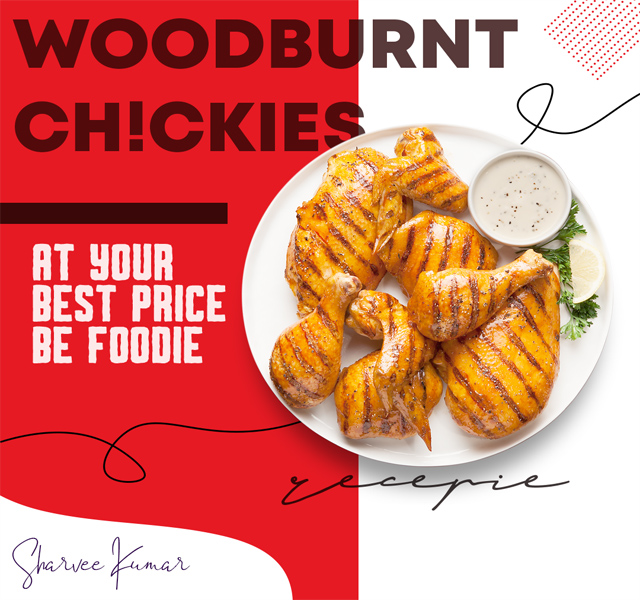 WOODBURNT
CH!CKIES
AT YOUR
BEST PRICE
BE FOODIE
recepie
Sharvee Kumar